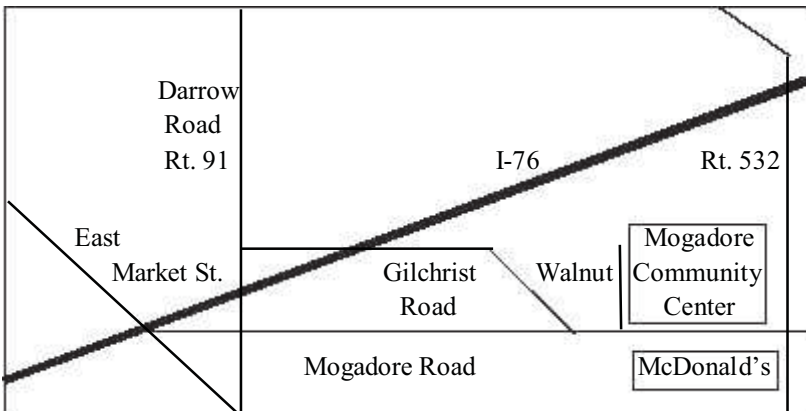 Darrow
Road
Rt. 91
I-76
Rt. 532
East
Market St.
Gilchrist
Road
Walnut
Mogadore
Community
Center
Mogadore Road
McDonald’s